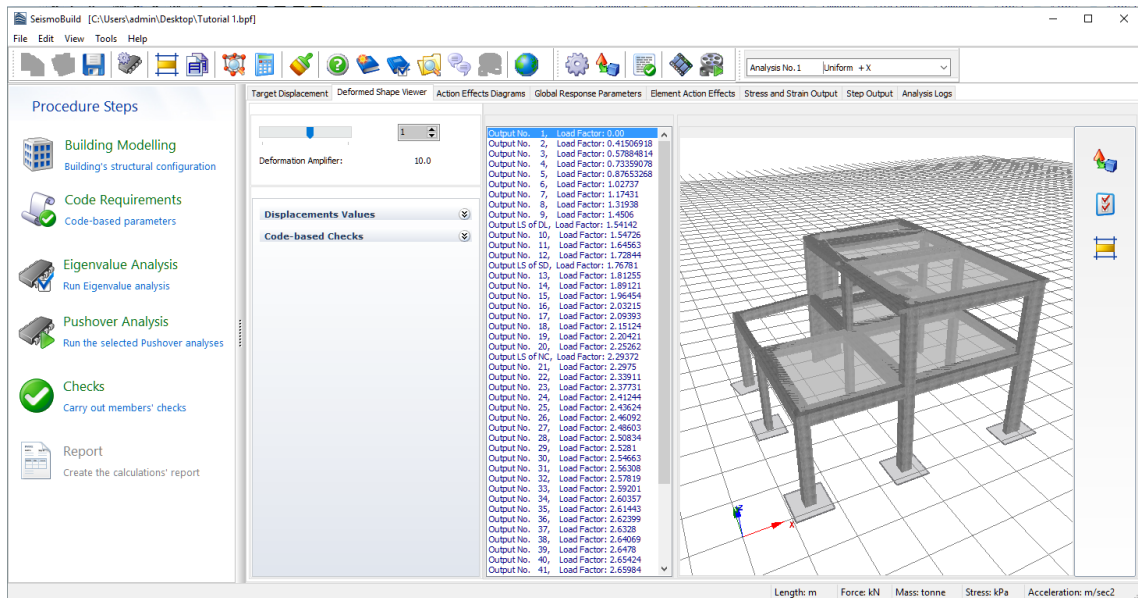 SeismoBuild [C:\Users\admin\Desktop\Tutorial 1.bpf]
File Edit View Tools Help
Analysis No.1 Uniform +X
Procedure Steps
Building Modelling
Building's structural configuration
Code Requirements
Code-based parameters
Eigenvalue Analysis
Run Eigenvalue analysis
Pushover Analysis
Run the selected Pushover analyses
Checks
Carry out members' checks
Report
Create the calculations' report
Target Displacement Deformed Shape Viewer Action Effects Diagrams Global Response Parameters Element Action Effects Stress and Strain Output Step Output Analysis Logs
1
Deformation Amplifier: 10.0
Displacements Values
Code-based Checks
Output No. 1, Load Factor: 0.00
Output No. 2, Load Factor: 0.41506918
Output No. 3, Load Factor: 0.57884814
Output No. 4, Load Factor: 0.73359078
Output No. 5, Load Factor: 0.87653268
Output No. 6, Load Factor: 1.02737
Output No. 7, Load Factor: 1.17431
Output No. 8, Load Factor: 1.31938
Output No. 9, Load Factor: 1.4506
Output LS of DL, Load Factor: 1.54142
Output No. 10, Load Factor: 1.54726
Output No. 11, Load Factor: 1.64563
Output No. 12, Load Factor: 1.72844
Output LS of SD, Load Factor: 1.76781
Output No. 13, Load Factor: 1.81255
Output No. 14, Load Factor: 1.89121
Output No. 15, Load Factor: 1.96454
Output No. 16, Load Factor: 2.03215
Output No. 17, Load Factor: 2.09393
Output No. 18, Load Factor: 2.15124
Output No. 19, Load Factor: 2.20421
Output No. 20, Load Factor: 2.25262
Output LS of NC, Load Factor: 2.29372
Output No. 21, Load Factor: 2.2975
Output No. 22, Load Factor: 2.33911
Output No. 23, Load Factor: 2.37731
Output No. 24, Load Factor: 2.41244
Output No. 25, Load Factor: 2.43624
Output No. 26, Load Factor: 2.46092
Output No. 27, Load Factor: 2.48603
Output No. 28, Load Factor: 2.50834
Output No. 29, Load Factor: 2.5281
Output No. 30, Load Factor: 2.54663
Output No. 31, Load Factor: 2.56308
Output No. 32, Load Factor: 2.57819
Output No. 33, Load Factor: 2.59201
Output No. 34, Load Factor: 2.60357
Output No. 35, Load Factor: 2.61443
Output No. 36, Load Factor: 2.62399
Output No. 37, Load Factor: 2.6328
Output No. 38, Load Factor: 2.64069
Output No. 39, Load Factor: 2.6478
Output No. 40, Load Factor: 2.65424
Output No. 41, Load Factor: 2.65984
Z
X
Length: m Force: kN Mass: tonne Stress: kPa Acceleration: m/sec2